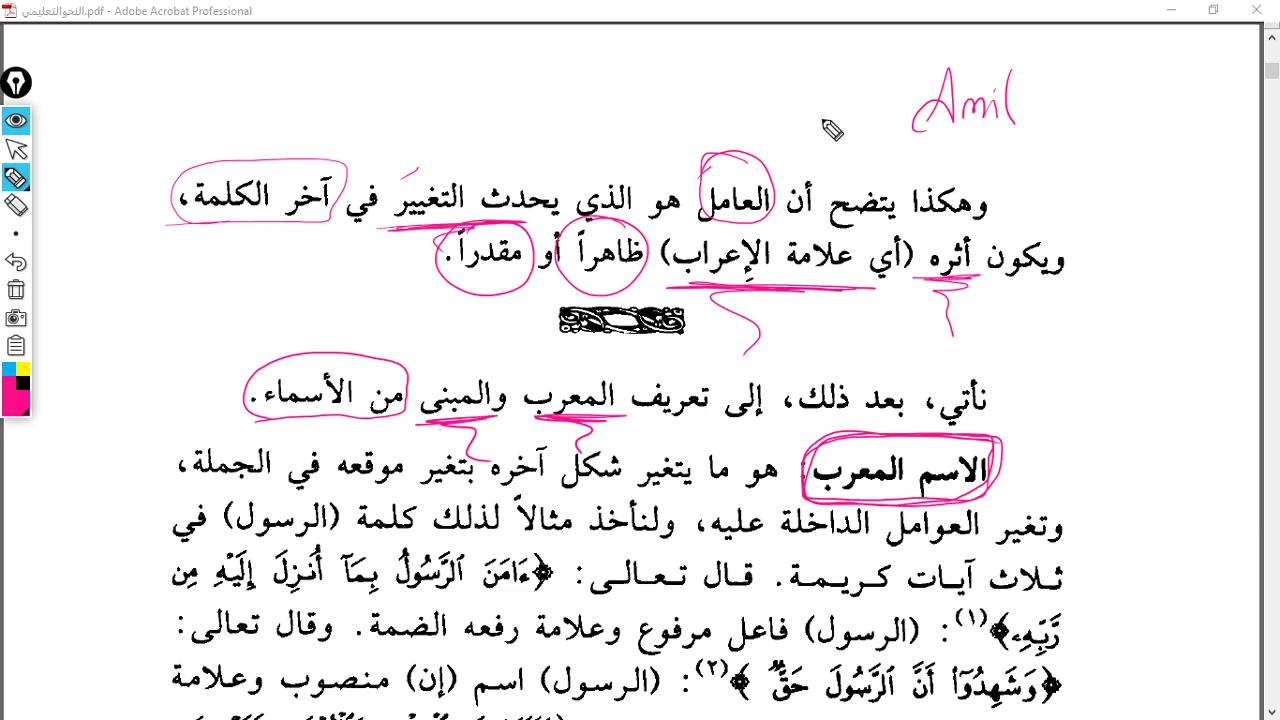 النحوالتعليمي.pdf - Adobe Acrobat Professional
Amil
وهكذا يتضح أن العامل هو الذي يحدث التغيير في آخر الكلمة،
ويكون أثره (أي علامة الإعراب) ظاهراً أو مقدراً.
نأتي، بعد ذلك، إلى تعريف المعرب والمبنى من الأسماء.
الاسم المعرب: هو ما يتغير شكل آخره بتغير موقعه في الجملة،
وتغير العوامل الداخلة عليه، ولنأخذ مثالاً لذلك كلمة (الرسول) في
ثلاث آيات كريمة. قال تعالى: ﴿ءَامَنَ ٱلرَّسُولُ بِمَآ أُنزِلَ إِلَيْهِ مِن
رَّبِّهِۦ﴾(١): (الرسول) فاعل مرفوع وعلامة رفعه الضمة. وقال تعالى:
﴿وَشَهِدُوٓا۟ أَنَّ ٱلرَّسُولَ حَقٌّ﴾(٢): (الرسول) اسم (إن) منصوب وعلامة